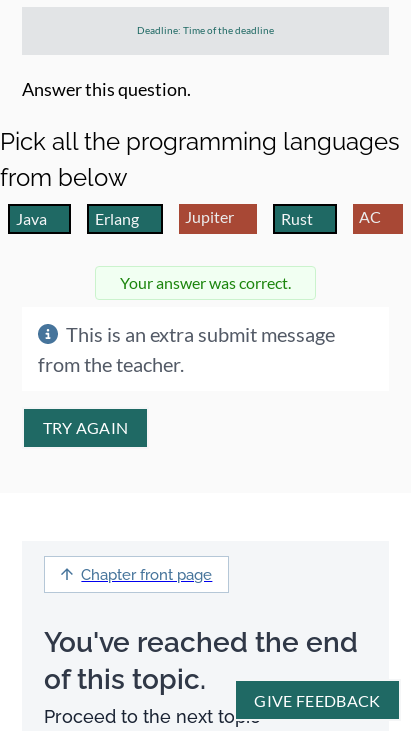 Deadline: Time of the deadline
Answer this question.
Pick all the programming languages
from below
Java
Erlang
Jupiter
Rust
AC
Your answer was correct.
This is an extra submit message
from the teacher.
TRY AGAIN
Chapter front page
You've reached the end
of this topic.
Proceed to the next topic
GIVE FEEDBACK